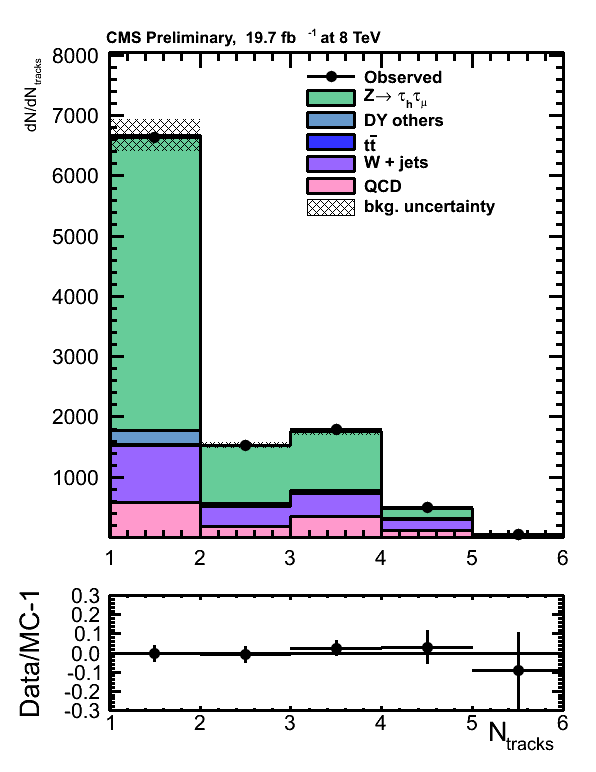 CMS Preliminary, 19.7 fb -1 at 8 TeV
dN/dNtracks
8000
7000
6000
5000
4000
3000
2000
1000
Observed
Z→ τhτμ
DY others
tt̄
W + jets
QCD
bkg. uncertainty
1 2 3 4 5 6
Data/MC-1
0.3
0.2
0.1
0.0
-0.1
-0.2
-0.3
1 2 3 4 5 6
Ntracks